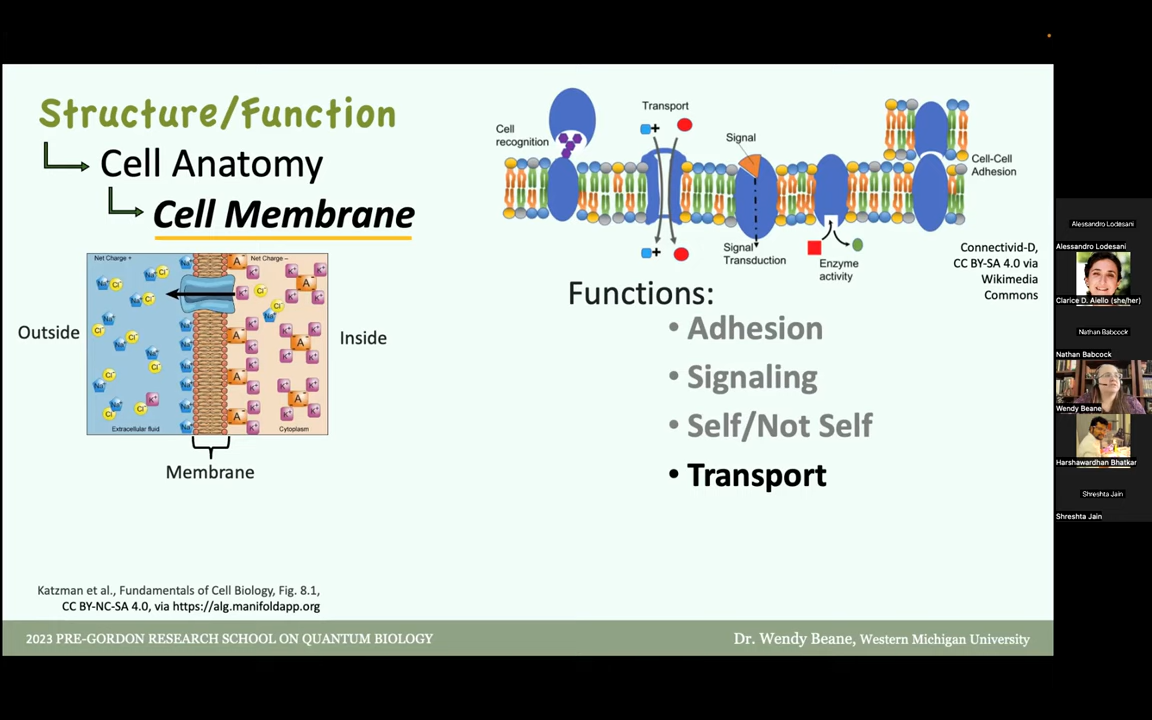 Structure/Function
Cell Anatomy
Cell Membrane
Net Charge +
Net Charge –
Outside
Inside
Extracellular fluid
Cytoplasm
Membrane
Katzman et al., Fundamentals of Cell Biology, Fig. 8.1,
CC BY-NC-SA 4.0, via https://alg.manifoldapp.org
Cell
recognition
Transport
Signal
Signal
Transduction
Enzyme
activity
Cell-Cell
Adhesion
Connectivid-D,
CC BY-SA 4.0 via
Wikimedia
Commons
Functions:
• Adhesion
• Signaling
• Self/Not Self
• Transport
2023 PRE-GORDON RESEARCH SCHOOL ON QUANTUM BIOLOGY
Dr. Wendy Beane, Western Michigan University
Alessandro Lodesani
Alessandro Lodesani
Clarice D. Aiello (she/her)
Nathan Babcock
Nathan Babcock
Wendy Beane
Harshawardhan Bhatkar
Shreshta Jain
Shreshta Jain